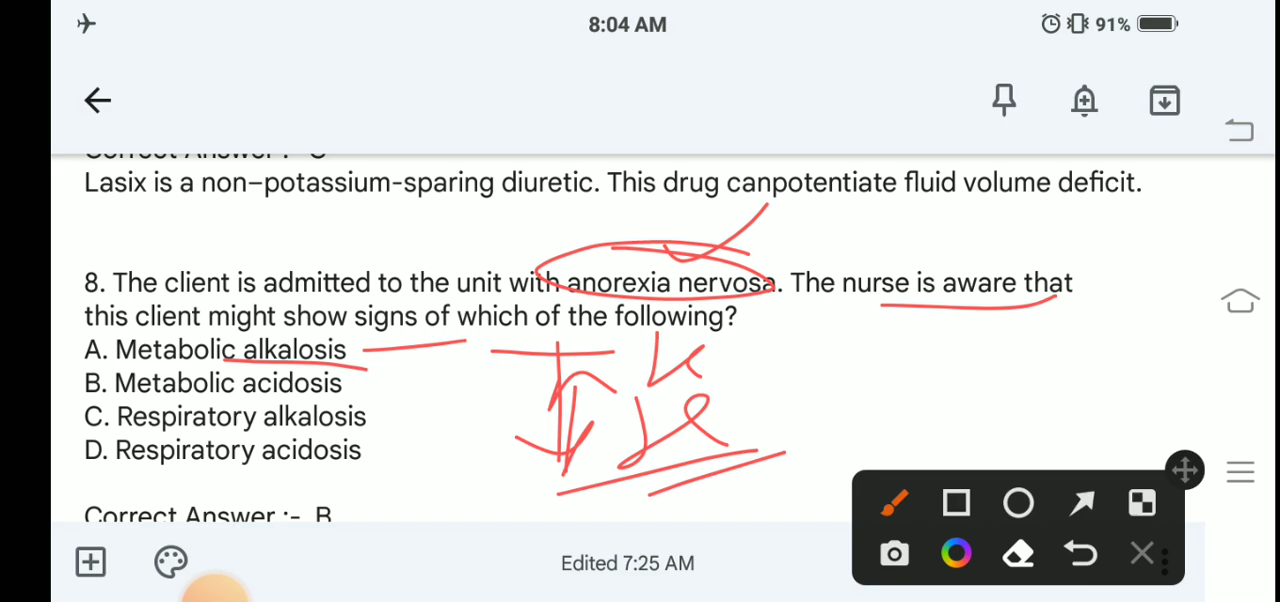 8:04 AM
91%
Correct Answer :- C
Lasix is a non-potassium-sparing diuretic. This drug canpotentiate fluid volume deficit.
8. The client is admitted to the unit with anorexia nervosa. The nurse is aware that
this client might show signs of which of the following?
A. Metabolic alkalosis
B. Metabolic acidosis
C. Respiratory alkalosis
D. Respiratory acidosis
Correct Answer :- B
Edited 7:25 AM